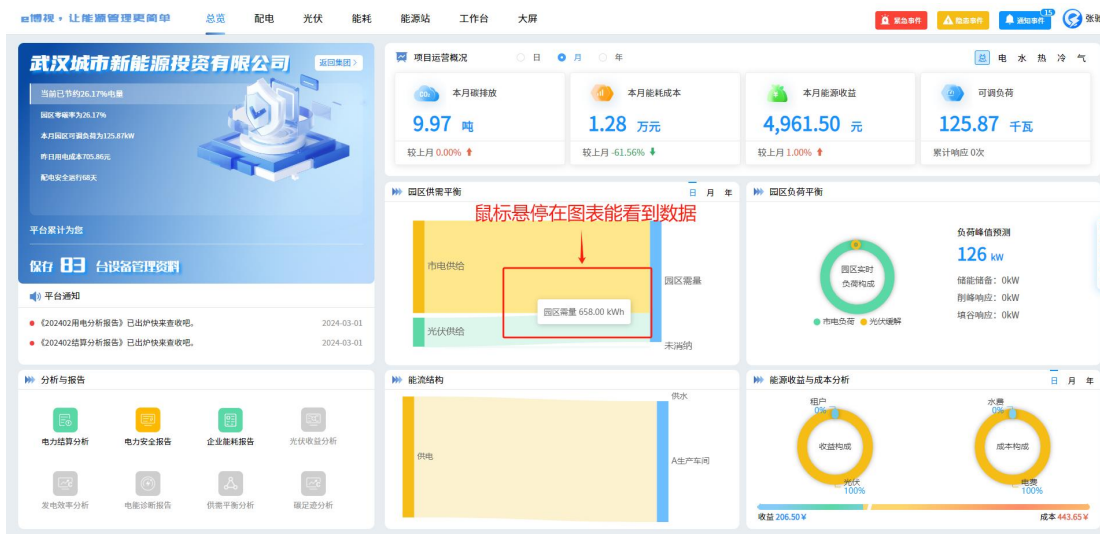 e博视，让能源管理更简单
总览 配电 光伏 能耗 能源站 工作台 大屏
紧急事件 隐患事件 通知事件 15
武汉城市新能源投资有限公司 返回集团>
当前已节约26.17%电量
园区零碳率为26.17%
本月园区可调负荷为125.87kW
昨日用电成本705.86元
配电安全运行68天
平台累计为您
保存 83 台设备管理资料
平台通知
《202402用电分析报告》已出炉快来查收吧。 2024-03-01
《202402结算分析报告》已出炉快来查收吧。 2024-03-01
分析与报告
电力结算分析 电力安全报告 企业能耗报告 光伏收益分析
发电效率分析 电能诊断报告 供需平衡分析 碳足迹分析
项目运营概况 日 月 年 总 电 水 热 冷 气
CO₂ 本月碳排放
9.97 吨
较上月 0.00%
本月能耗成本
1.28 万元
较上月 -61.56%
本月能源收益
4,961.50 元
较上月 1.00%
可调负荷
125.87 千瓦
累计响应 0次
园区供需平衡 日 月 年
鼠标悬停在图表能看到数据
市电供给
园区需量
园区需量 658.00 kWh
光伏供给
未消纳
园区负荷平衡
园区实时
负荷构成
市电负荷 光伏缓解
负荷峰值预测
126 kW
储能储备：0kW
削峰响应：0kW
填谷响应：0kW
能流结构
供水
供电
A生产车间
能源收益与成本分析 日 月 年
租户
0%
收益构成
光伏
100%
水费
0%
成本构成
电费
100%
收益 206.50￥ 成本 443.65￥